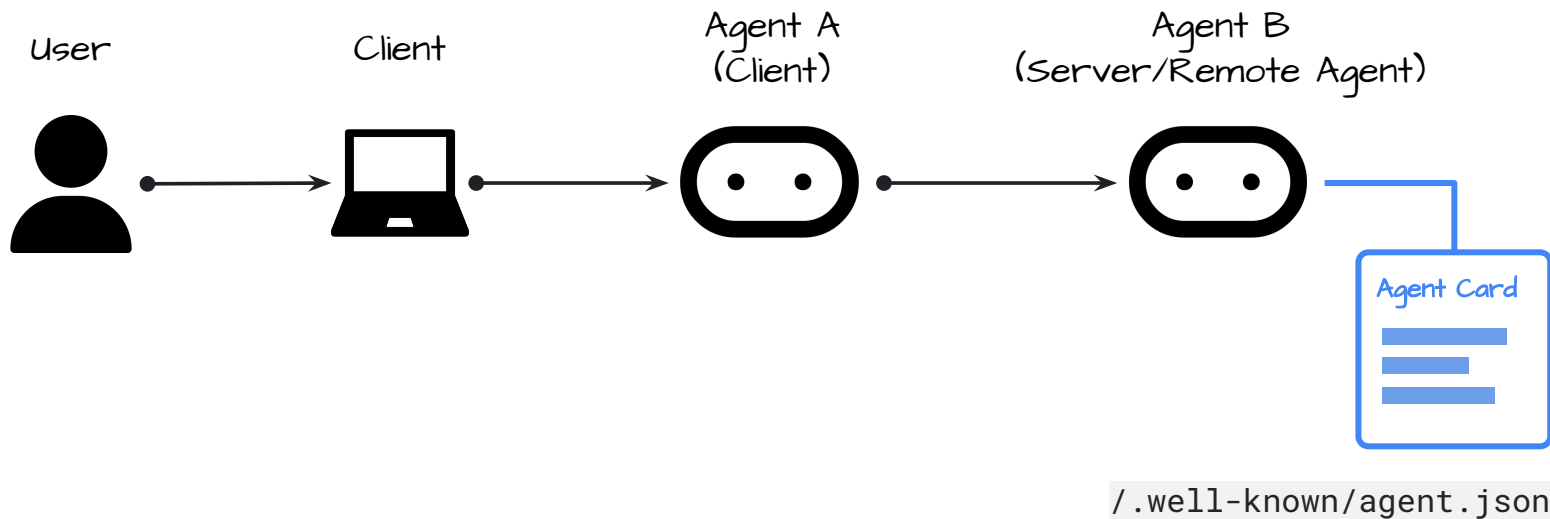 User
Client
Agent A
(Client)
Agent B
(Server/Remote Agent)
Agent Card
/.well-known/agent.json